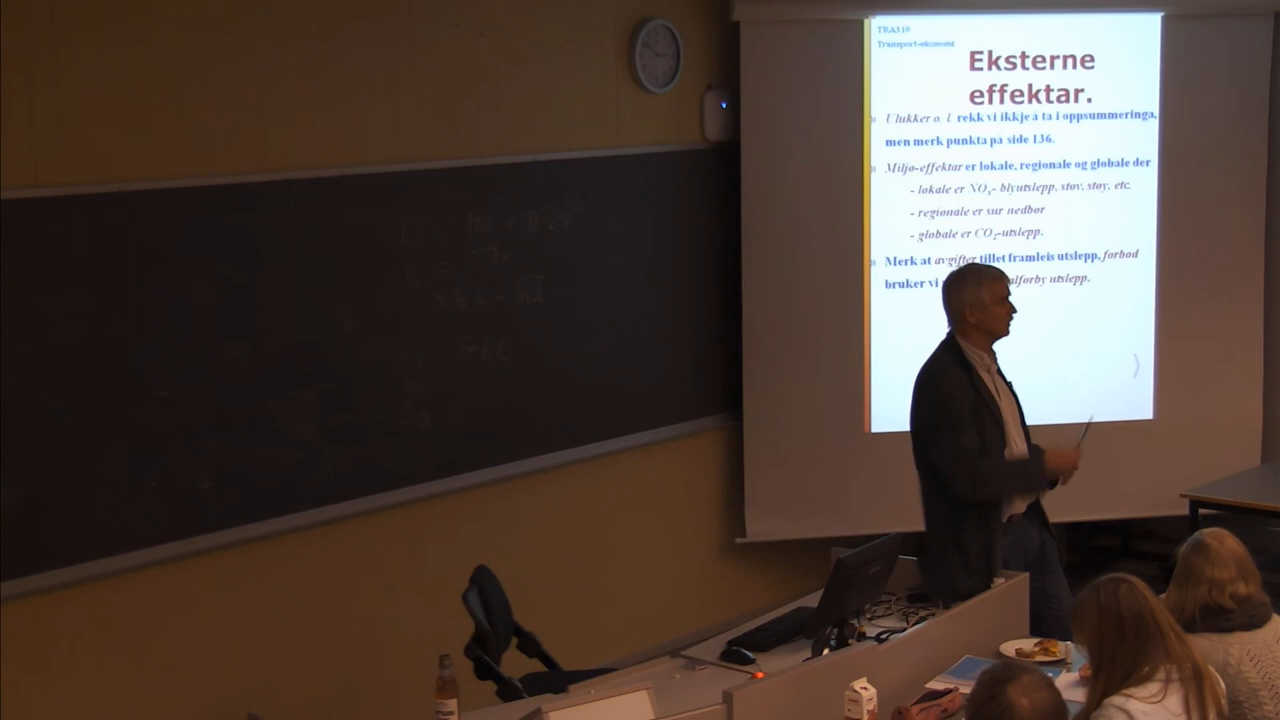 TRA310
Transport-økonomi
Eksterne
effektar.
» Ulukker o. l. rekk vi ikkje å ta i oppsummeringa,
men merk punkta på side 136.
» Miljø-effektar er lokale, regionale og globale der
- lokale er NOx- blyutslepp, støv, støy, etc.
- regionale er sur nedbør
- globale er CO2-utslepp.
» Merk at avgifter tillet framleis utslepp, forbod
bruker vi alforby utslepp.